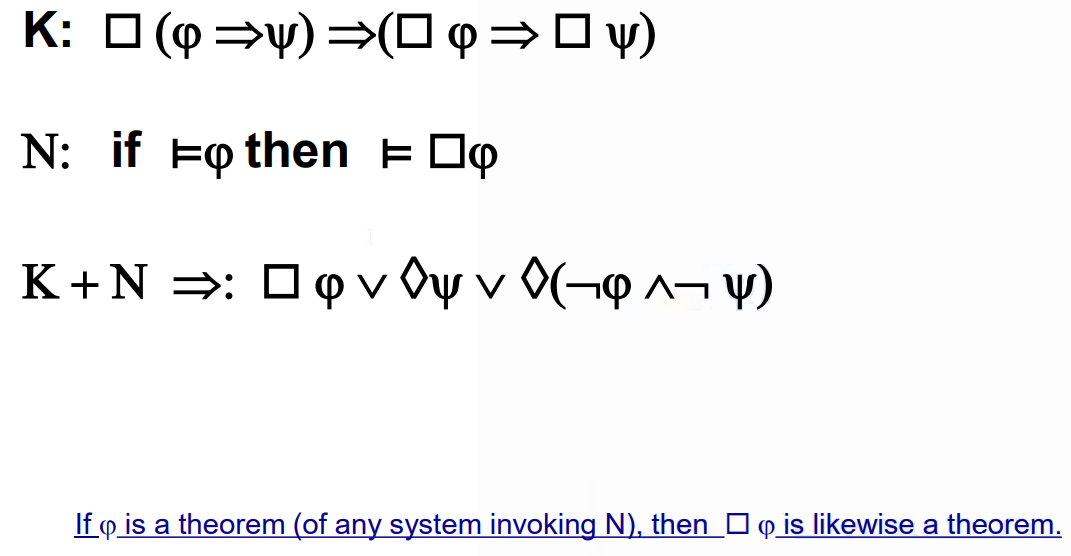 K: □ (φ ⇒ψ) ⇒(□ φ ⇒ □ ψ)
N: if ⊨φ then ⊨ □φ
K + N ⇒: □ φ ∨ ◊ψ ∨ ◊(¬φ ∧¬ ψ)
If φ is a theorem (of any system invoking N), then □ φ is likewise a theorem.